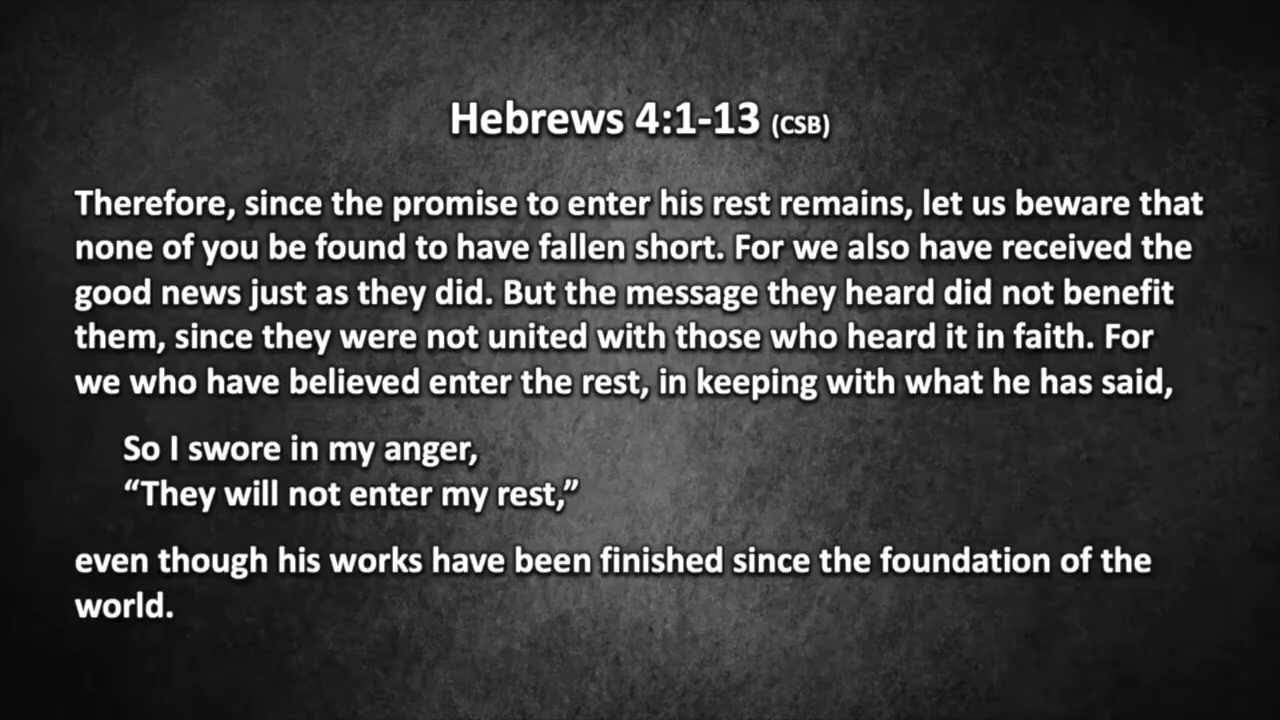 Hebrews 4:1-13 (CSB)
Therefore, since the promise to enter his rest remains, let us beware that
none of you be found to have fallen short. For we also have received the
good news just as they did. But the message they heard did not benefit
them, since they were not united with those who heard it in faith. For
we who have believed enter the rest, in keeping with what he has said,
So I swore in my anger,
“They will not enter my rest,”
even though his works have been finished since the foundation of the
world.